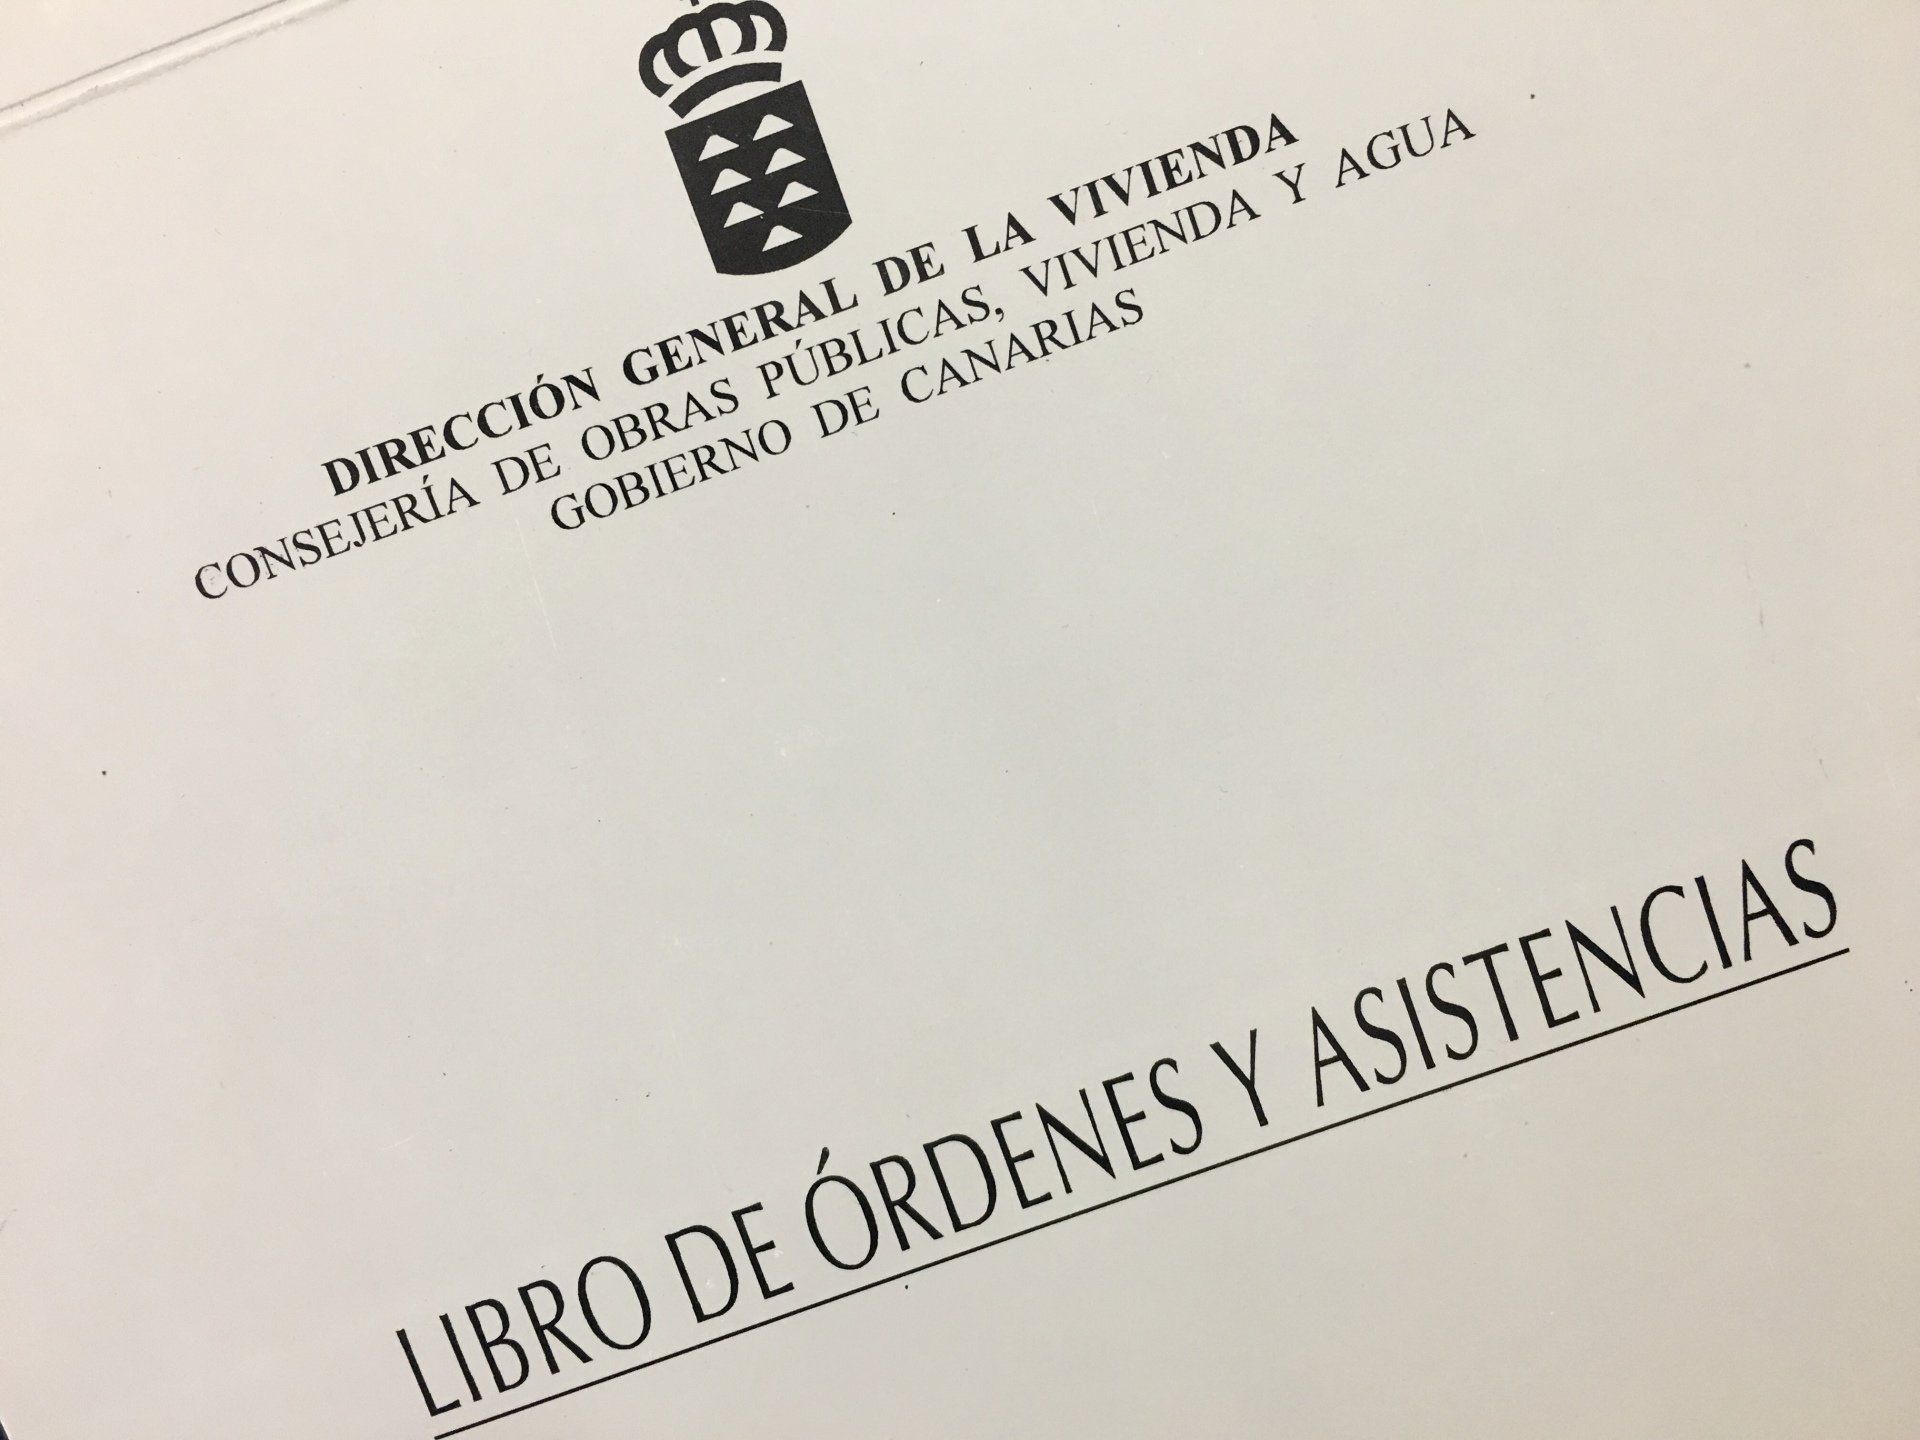 DIRECCIÓN GENERAL DE LA VIVIENDA
CONSEJERÍA DE OBRAS PÚBLICAS, VIVIENDA Y AGUA
GOBIERNO DE CANARIAS
LIBRO DE ÓRDENES Y ASISTENCIAS